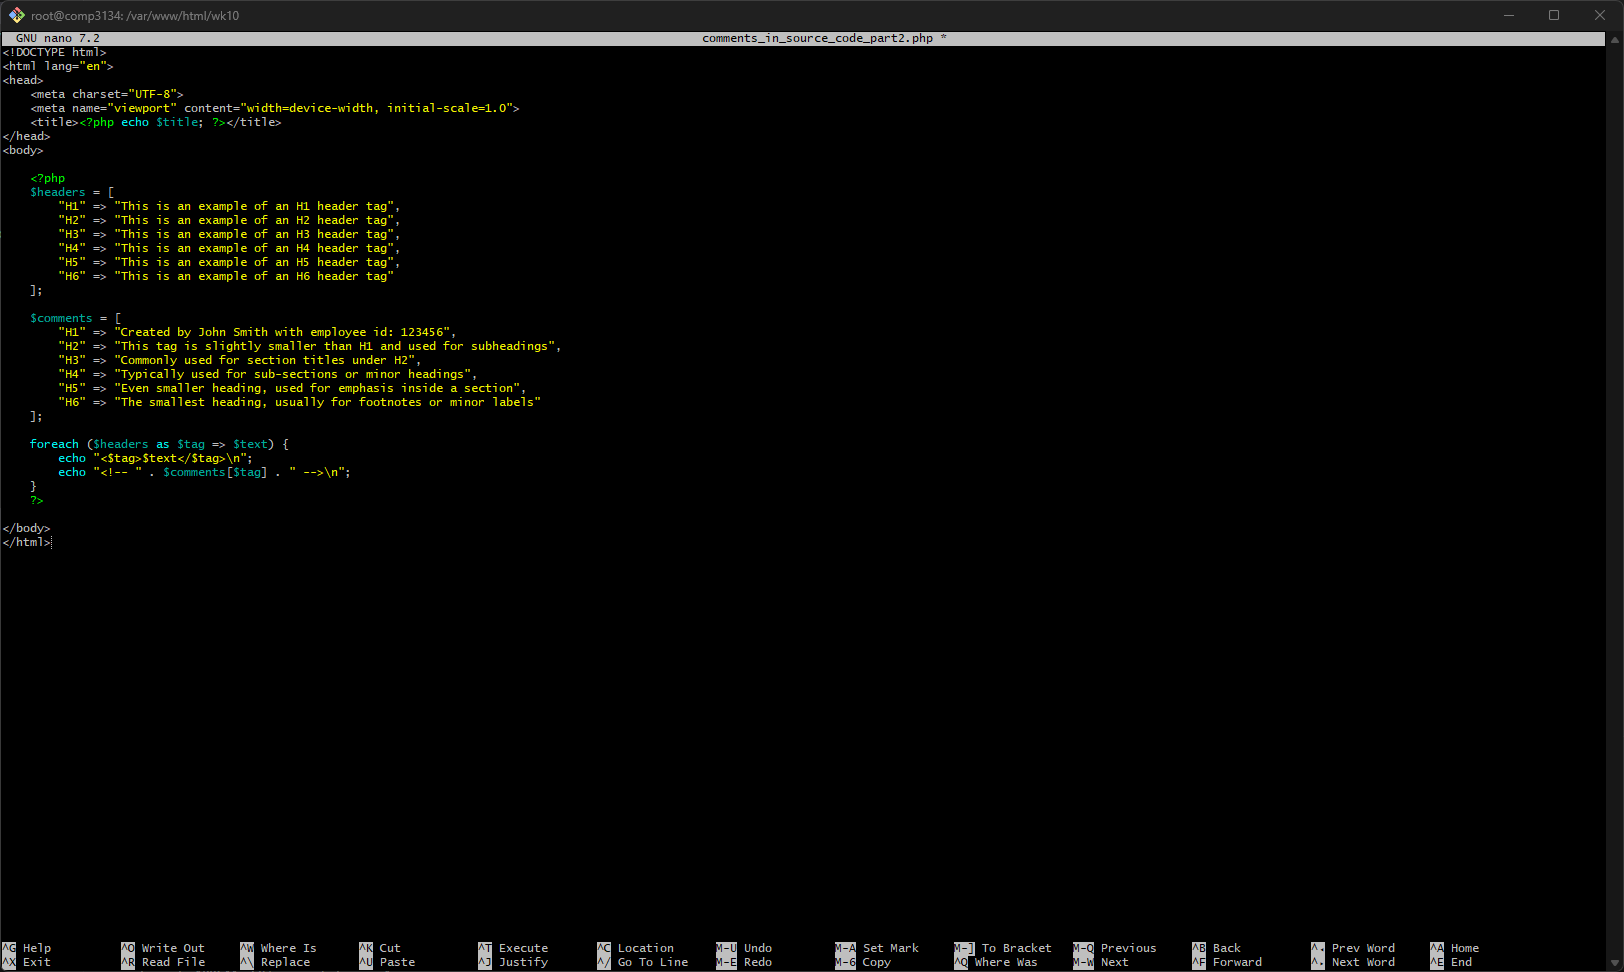 root@comp3134: /var/www/html/wk10
GNU nano 7.2 comments_in_source_code_part2.php *
<!DOCTYPE html>
<html lang="en">
<head>
    <meta charset="UTF-8">
    <meta name="viewport" content="width=device-width, initial-scale=1.0">
    <title><?php echo $title; ?></title>
</head>
<body>

    <?php
    $headers = [
        "H1" => "This is an example of an H1 header tag",
        "H2" => "This is an example of an H2 header tag",
        "H3" => "This is an example of an H3 header tag",
        "H4" => "This is an example of an H4 header tag",
        "H5" => "This is an example of an H5 header tag",
        "H6" => "This is an example of an H6 header tag"
    ];

    $comments = [
        "H1" => "Created by John Smith with employee id: 123456",
        "H2" => "This tag is slightly smaller than H1 and used for subheadings",
        "H3" => "Commonly used for section titles under H2",
        "H4" => "Typically used for sub-sections or minor headings",
        "H5" => "Even smaller heading, used for emphasis inside a section",
        "H6" => "The smallest heading, usually for footnotes or minor labels"
    ];

    foreach ($headers as $tag => $text) {
        echo "<$tag>$text</$tag>\n";
        echo "<!-- " . $comments[$tag] . " -->\n";
    }
    ?>

</body>
</html>
^G Help ^O Write Out ^W Where Is ^K Cut ^T Execute ^C Location M-U Undo M-A Set Mark M-] To Bracket M-Q Previous ^B Back ^◂ Prev Word ^A Home
^X Exit ^R Read File ^\ Replace ^U Paste ^J Justify ^/ Go To Line M-E Redo M-6 Copy ^Q Where Was M-W Next ^F Forward ^▸ Next Word ^E End